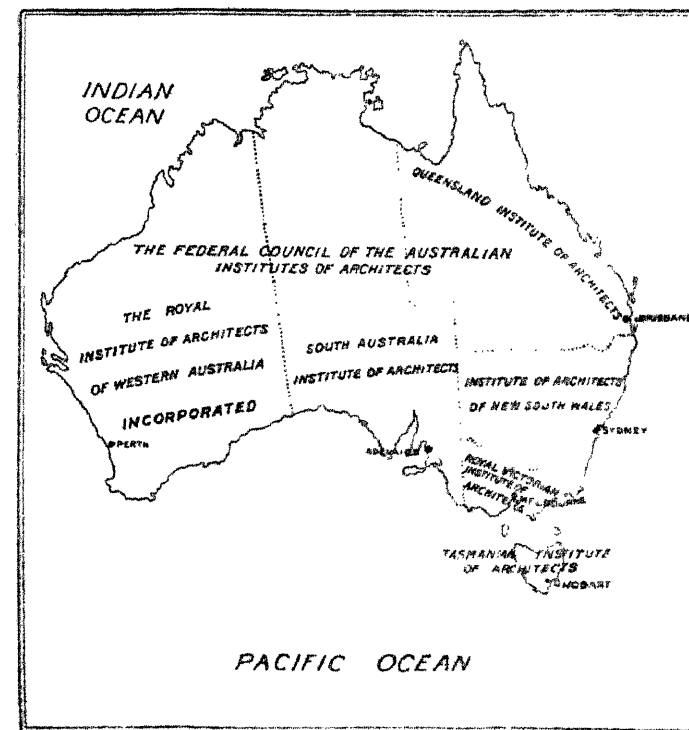 INDIAN
OCEAN
QUEENSLAND INSTITUTE OF ARCHITECTS
THE FEDERAL COUNCIL OF THE AUSTRALIAN
INSTITUTES OF ARCHITECTS
BRISBANE
THE ROYAL
INSTITUTE OF ARCHITECTS
OF WESTERN AUSTRALIA
INCORPORATED
PERTH
SOUTH AUSTRALIA
INSTITUTE OF ARCHITECTS
ADELAIDE
INSTITUTE OF ARCHITECTS
OF NEW SOUTH WALES
SYDNEY
ROYAL VICTORIAN
INSTITUTE OF
ARCHITECTS
MELBOURNE
TASMANIAN INSTITUTE
OF ARCHITECTS
HOBART
PACIFIC OCEAN